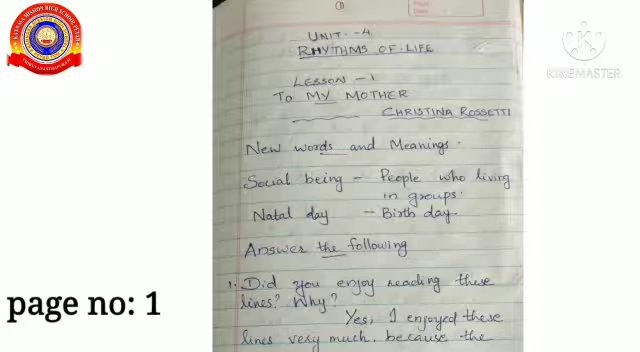 (1)
UNIT - 4
RHYTHMS OF LIFE
KINEMASTER
LESSON - 1
TO MY MOTHER
CHRISTINA ROSSETTI
New words and Meanings.
Social being - People who living
in groups.
Natal day - Birth day.
Answer the following
1. Did you enjoy reading these
lines? Why?
page no: 1
Yes, I enjoyed these
lines very much, because the